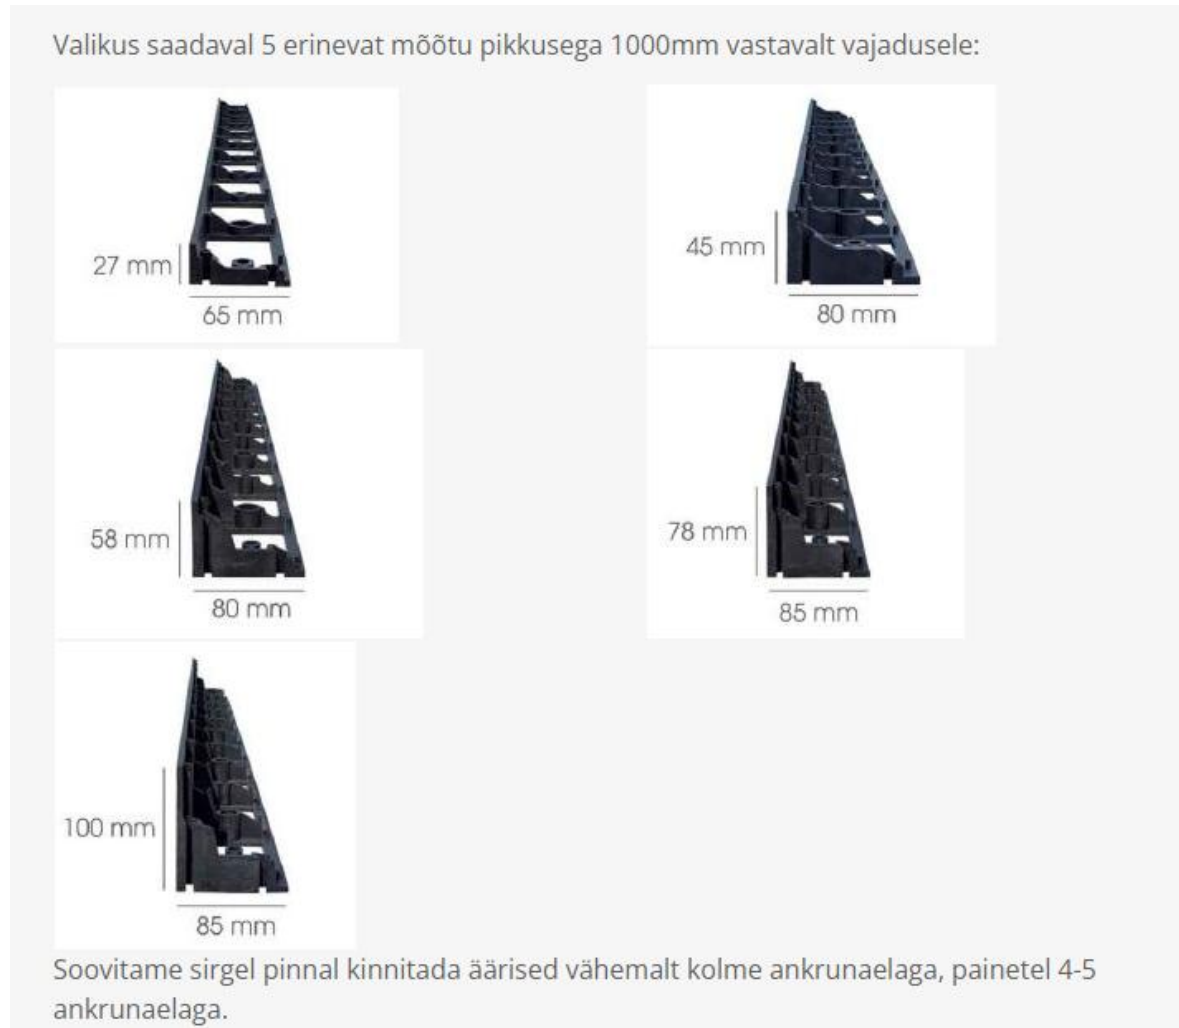 Valikus saadaval 5 erinevat mõõtu pikkusega 1000mm vastavalt vajadusele:
27 mm
65 mm
45 mm
80 mm
58 mm
80 mm
78 mm
85 mm
100 mm
85 mm
Soovitame sirgel pinnal kinnitada äärised vähemalt kolme ankrunaelaga, painetel 4-5
ankrunaelaga.